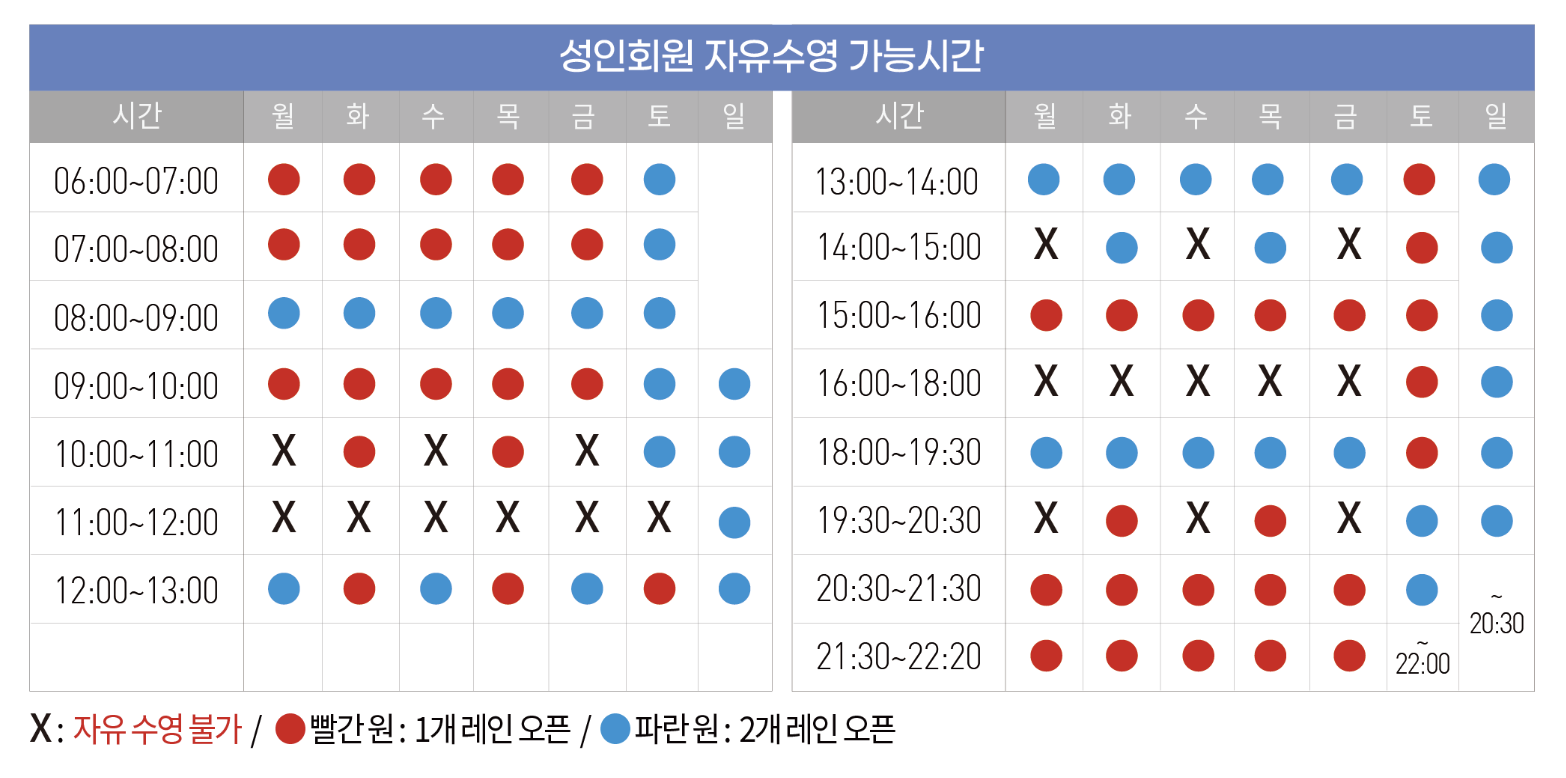 성인회원 자유수영 가능시간
시간 월 화 수 목 금 토 일
06:00~07:00
07:00~08:00
08:00~09:00
09:00~10:00
10:00~11:00 X X X
11:00~12:00 X X X X X X
12:00~13:00
시간 월 화 수 목 금 토 일
13:00~14:00
14:00~15:00 X X X
15:00~16:00
16:00~18:00 X X X X X
18:00~19:30
19:30~20:30 X X X
20:30~21:30
21:30~22:20 ~22:00
~20:30
X : 자유 수영 불가 / 빨간 원 : 1개 레인 오픈 / 파란 원 : 2개 레인 오픈